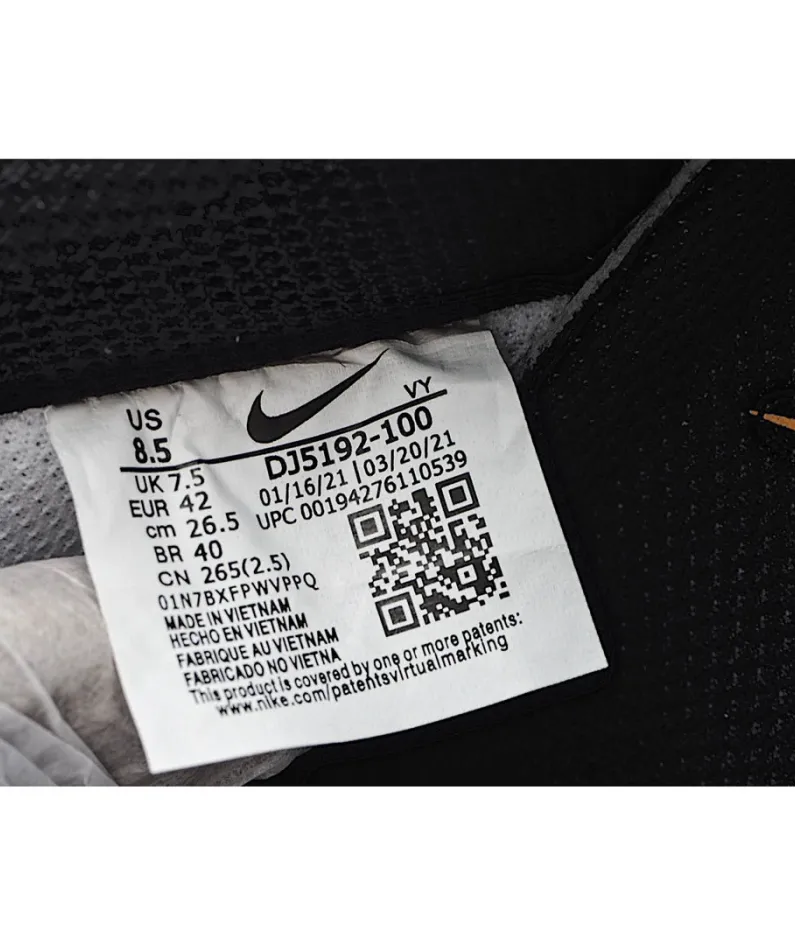 US
8.5
VY
DJ5192-100
01/16/21 | 03/20/21
UPC 00194276110539
UK 7.5
EUR 42
cm 26.5
BR 40
CN 265(2.5)
01N7BXFPWVPPQ
MADE IN VIETNAM
HECHO EN VIETNAM
FABRIQUE AU VIETNAM
FABRICADO NO VIETNA
This product is covered by one or more patents:
www.nike.com/patentsvirtualmarking